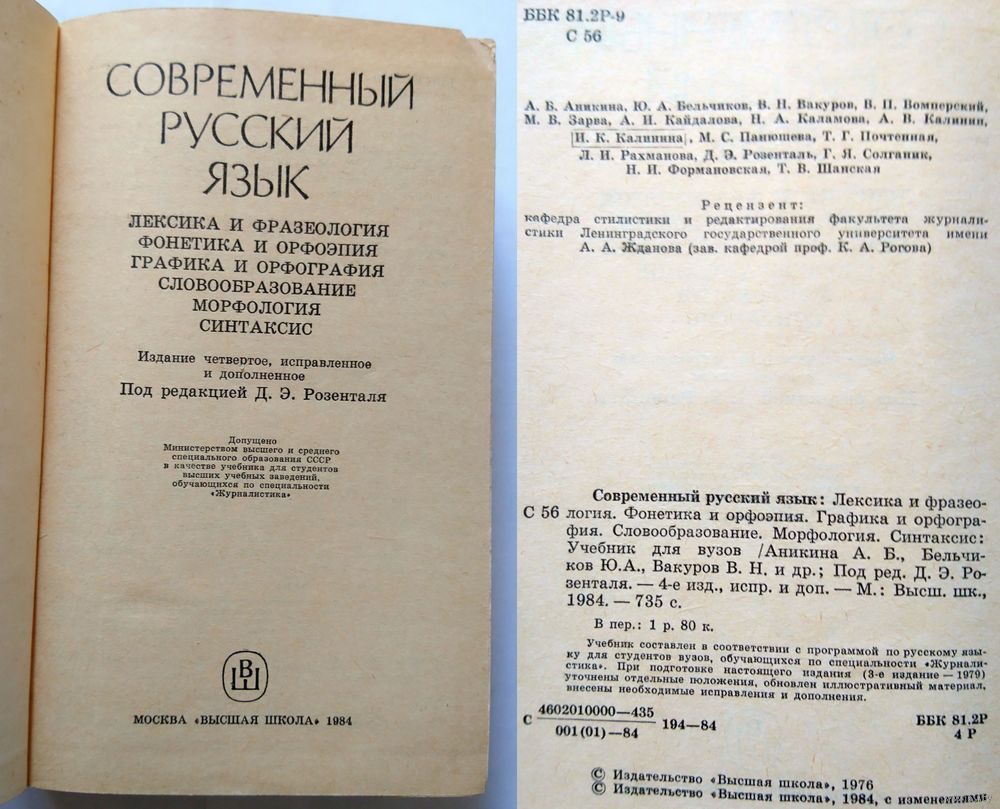 СОВРЕМЕННЫЙ
РУССКИЙ
ЯЗЫК
ЛЕКСИКА И ФРАЗЕОЛОГИЯ
ФОНЕТИКА И ОРФОЭПИЯ
ГРАФИКА И ОРФОГРАФИЯ
СЛОВООБРАЗОВАНИЕ
МОРФОЛОГИЯ
СИНТАКСИС
Издание четвертое, исправленное
и дополненное
Под редакцией Д. Э. Розенталя
Допущено
Министерством высшего и среднего
специального образования СССР
в качестве учебника для студентов
высших учебных заведений,
обучающихся по специальности
«Журналистика»
ВШ
МОСКВА «ВЫСШАЯ ШКОЛА» 1984
ББК 81.2Р-9
С 56
А. Б. Аникина, Ю. А. Бельчиков, В. Н. Вакуров, В. П. Вомперский,
М. В. Зарва, А. И. Кайдалова, Н. А. Каламова, А. В. Калинин,
И. К. Калинина, М. С. Панюшева, Т. Г. Почтенная,
Л. И. Рахманова, Д. Э. Розенталь, Г. Я. Солганик,
Н. И. Формановская, Т. В. Шанская
Рецензент:
кафедра стилистики и редактирования факультета журнали-
стики Ленинградского государственного университета имени
А. А. Жданова (зав. кафедрой проф. К. А. Рогова)
Современный русский язык: Лексика и фразео-
С 56 логия. Фонетика и орфоэпия. Графика и орфогра-
фия. Словообразование. Морфология. Синтаксис:
Учебник для вузов /Аникина А. Б., Бельчи-
ков Ю.А., Вакуров В. Н. и др.; Под ред. Д. Э. Ро-
зенталя. — 4-е изд., испр. и доп. — М.: Высш. шк.,
1984. — 735 с.
В пер.: 1 р. 80 к.
Учебник составлен в соответствии с программой по русскому язы-
ку для студентов вузов, обучающихся по специальности «Журнали-
стика». При подготовке настоящего издания (3-е издание — 1979)
уточнены отдельные положения, обновлен иллюстративный материал,
внесены необходимые исправления и дополнения.
С 4602010000—435
001(01)—84 194—84
ББК 81.2Р
4 Р
© Издательство «Высшая школа», 1976
© Издательство «Высшая школа», 1984, с изменениями